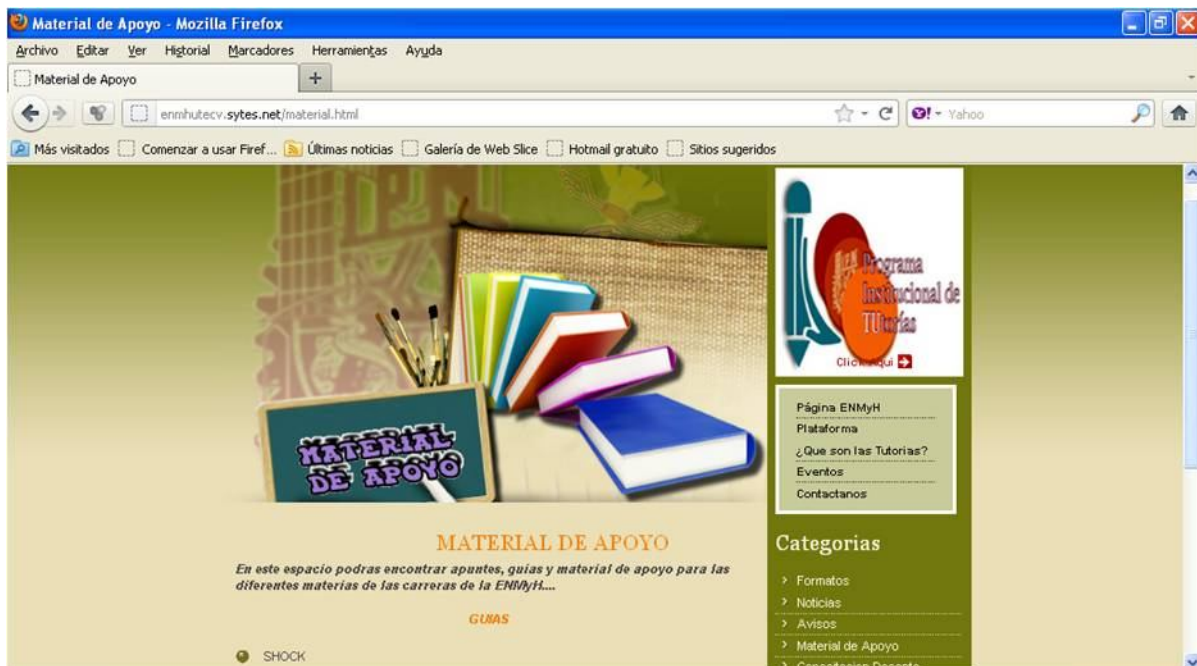 Material de Apoyo - Mozilla Firefox
Archivo Editar Ver Historial Marcadores Herramientas Ayuda
Material de Apoyo
enmhutecv.sytes.net/material.html
Yahoo
Más visitados Comenzar a usar Firef... Últimas noticias Galería de Web Slice Hotmail gratuito Sitios sugeridos
MATERIAL
DE APOYO
Programa
Institucional de
TUtorías
Click Aqui
Página ENMyH
Plataforma
¿Que son las Tutorias?
Eventos
Contactanos
MATERIAL DE APOYO
En este espacio podras encontrar apuntes, guias y material de apoyo para las
diferentes materias de las carreras de la ENMyH....
GUIAS
SHOCK
Categorias
Formatos
Noticias
Avisos
Material de Apoyo